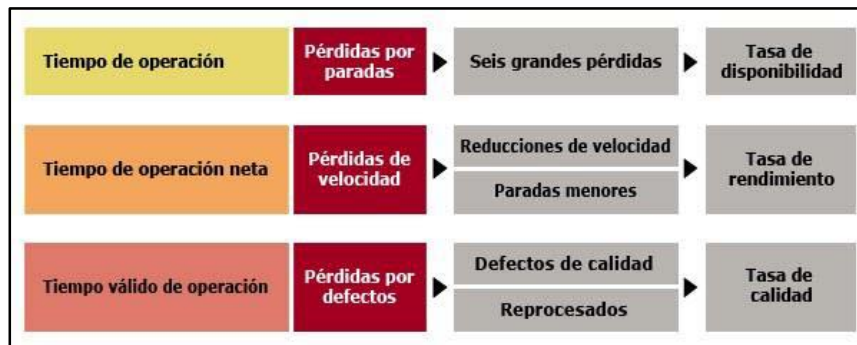 Tiempo de operación
Pérdidas por
paradas
Seis grandes pérdidas
Tasa de
disponibilidad
Tiempo de operación neta
Pérdidas de
velocidad
Reducciones de velocidad
Paradas menores
Tasa de
rendimiento
Tiempo válido de operación
Pérdidas por
defectos
Defectos de calidad
Reprocesados
Tasa de
calidad